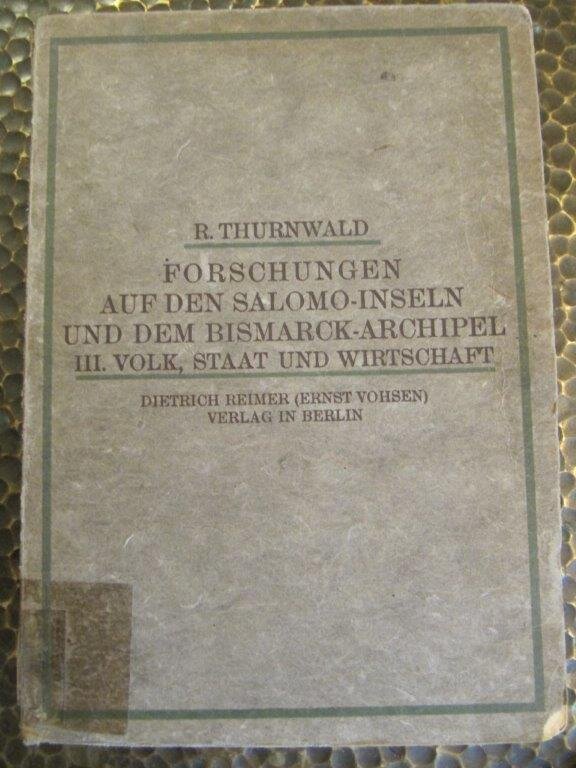 R. THURNWALD
FORSCHUNGEN
AUF DEN SALOMO-INSELN
UND DEM BISMARCK-ARCHIPEL
III. VOLK, STAAT UND WIRTSCHAFT
DIETRICH REIMER (ERNST VOHSEN)
VERLAG IN BERLIN